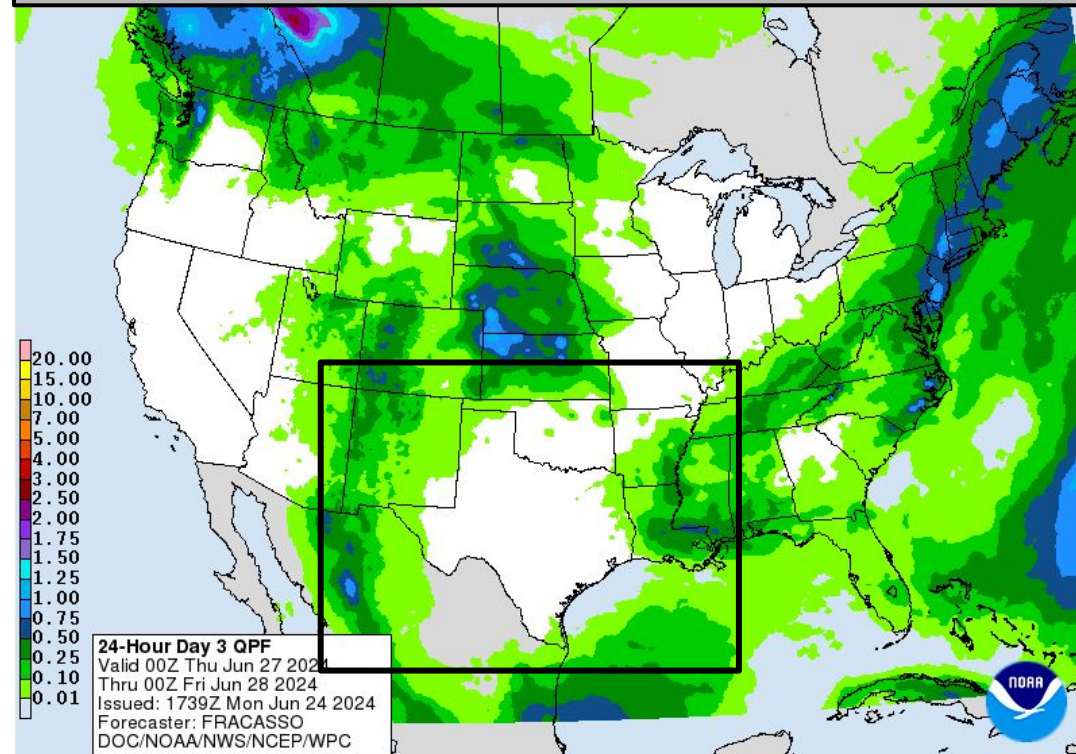 20.00
15.00
10.00
7.00
5.00
4.00
3.00
2.50
2.00
1.75
1.50
1.25
1.00
0.75
0.50
0.25
0.10
0.01
24-Hour Day 3 QPF
Valid 00Z Thu Jun 27 2024
Thru 00Z Fri Jun 28 2024
Issued: 1739Z Mon Jun 24 2024
Forecaster: FRACASSO
DOC/NOAA/NWS/NCEP/WPC
NOAA